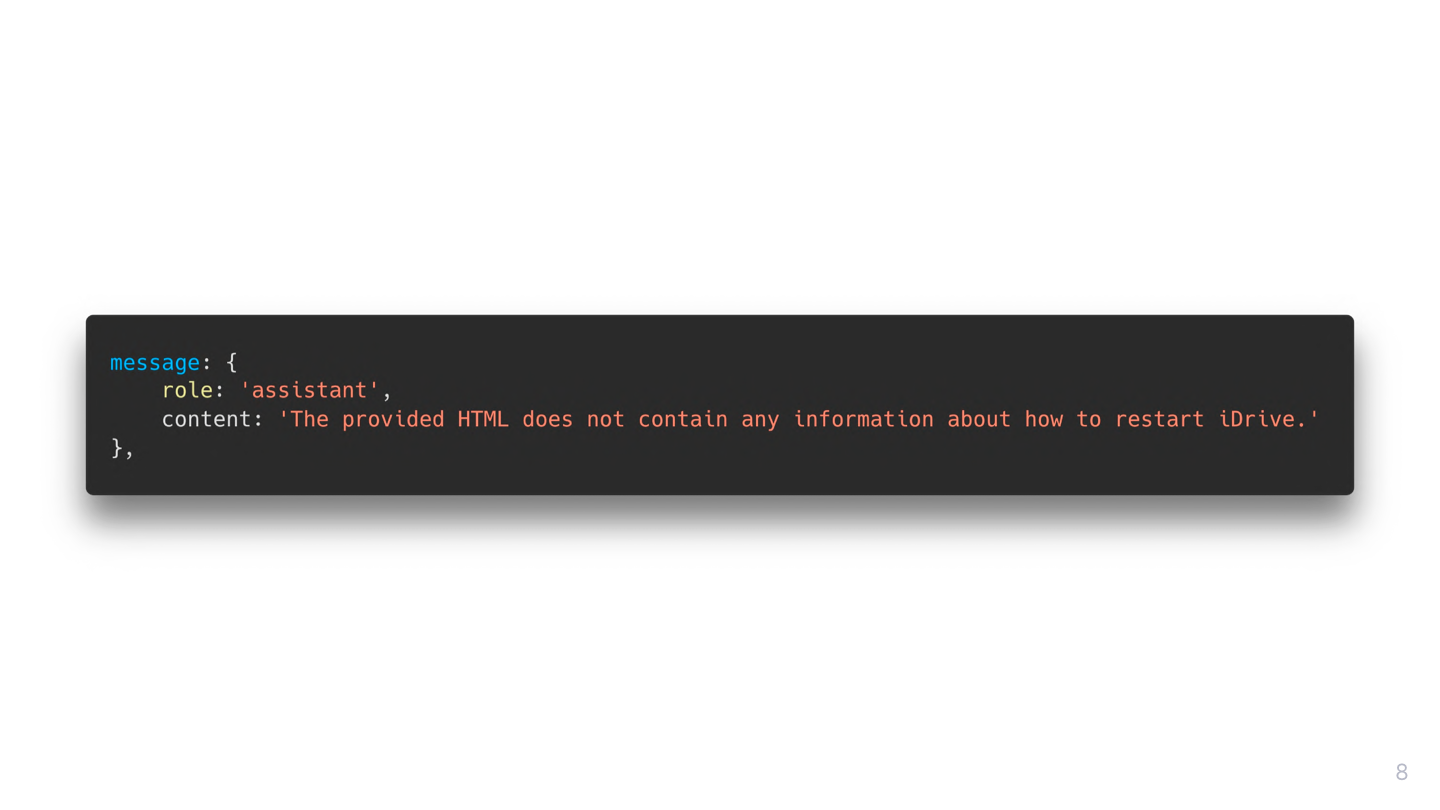 message: {
    role: 'assistant',
    content: 'The provided HTML does not contain any information about how to restart iDrive.'
},
8